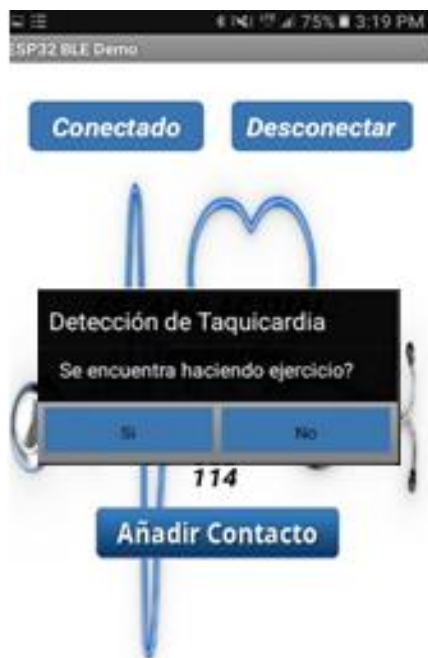 75% 3:19 PM
ESP32 BLE Demo
Conectado Desconectar
Detección de Taquicardia
Se encuentra haciendo ejercicio?
Si No
114
Añadir Contacto